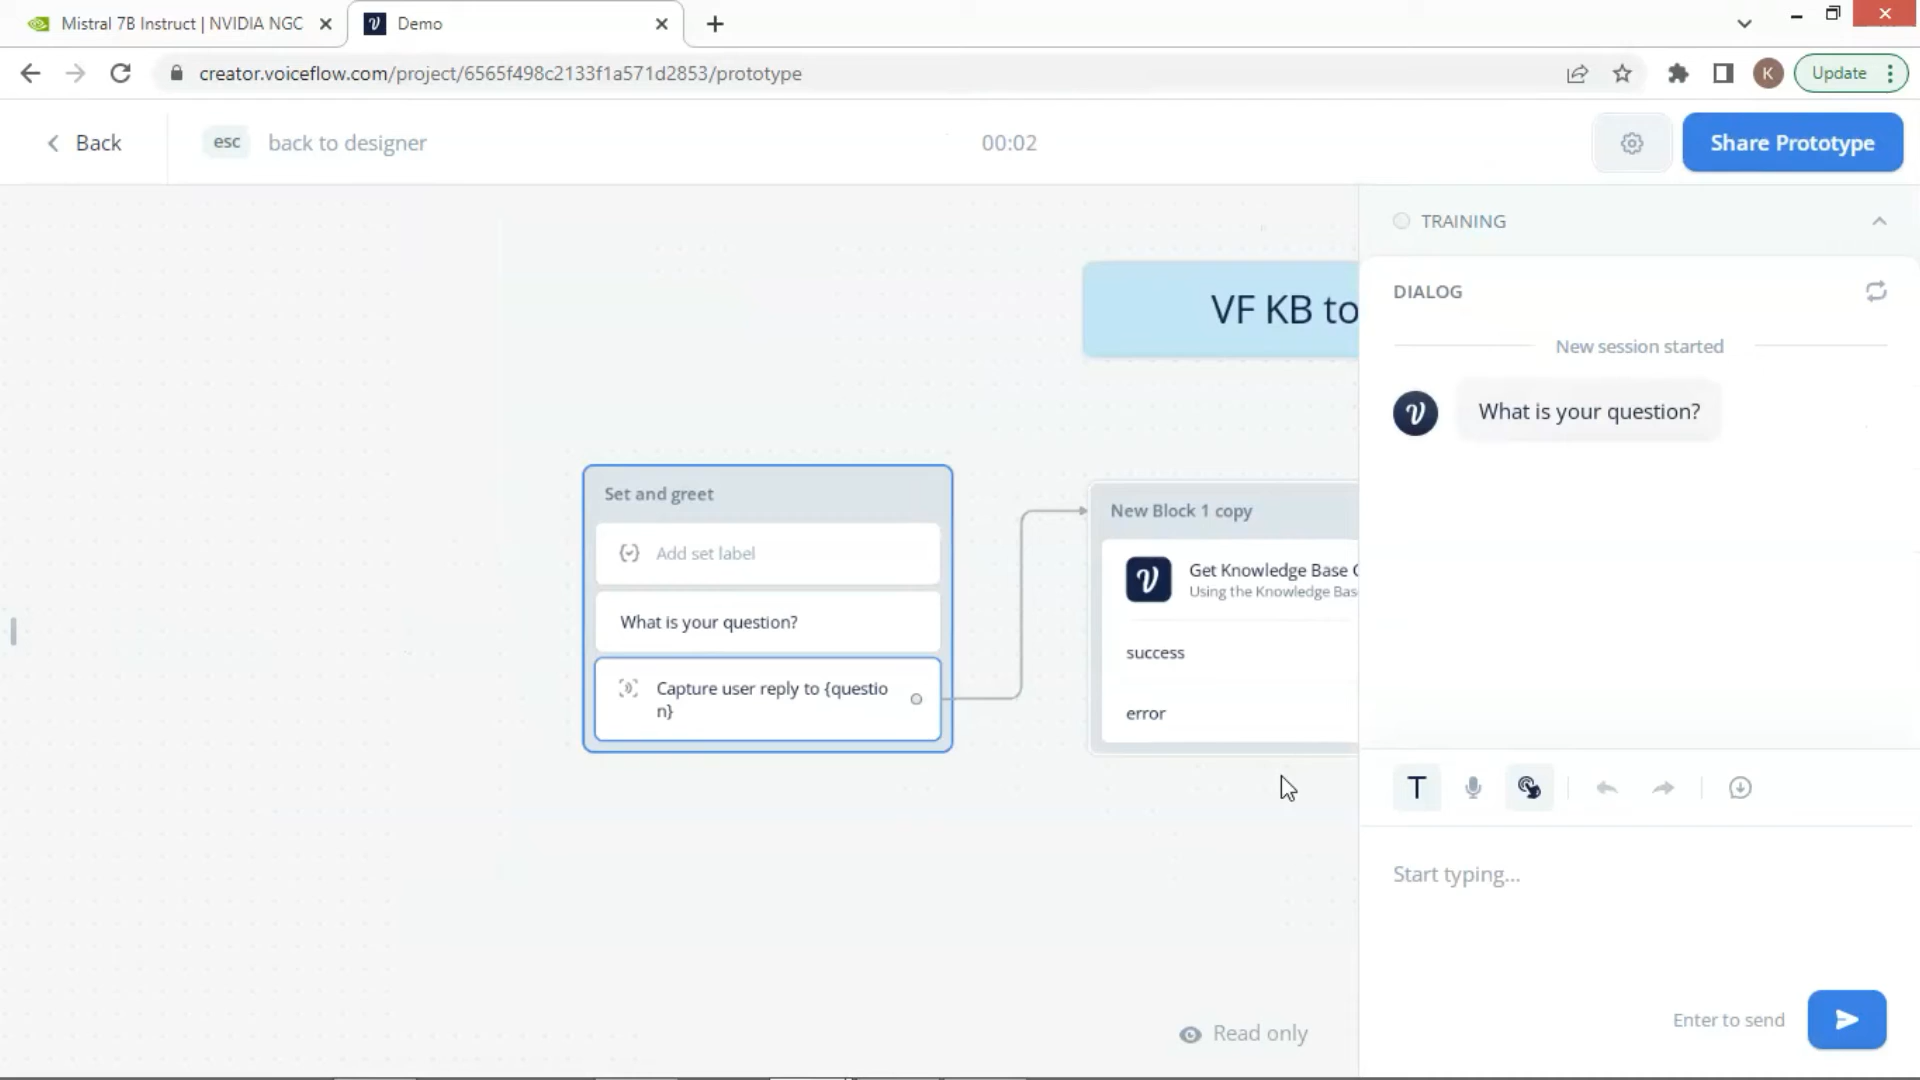 Mistral 7B Instruct | NVIDIA NGC
Demo
creator.voiceflow.com/project/6565f498c2133f1a571d2853/prototype
K
Update
Back
esc
back to designer
00:02
Share Prototype
TRAINING
VF KB to
DIALOG
New session started
What is your question?
Set and greet
Add set label
What is your question?
Capture user reply to {questio
n}
New Block 1 copy
Get Knowledge Base
Using the Knowledge Bas
success
error
T
Start typing...
Enter to send
Read only